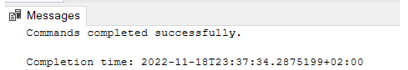 Messages
Commands completed successfully.
Completion time: 2022-11-18T23:37:34.2875199+02:00